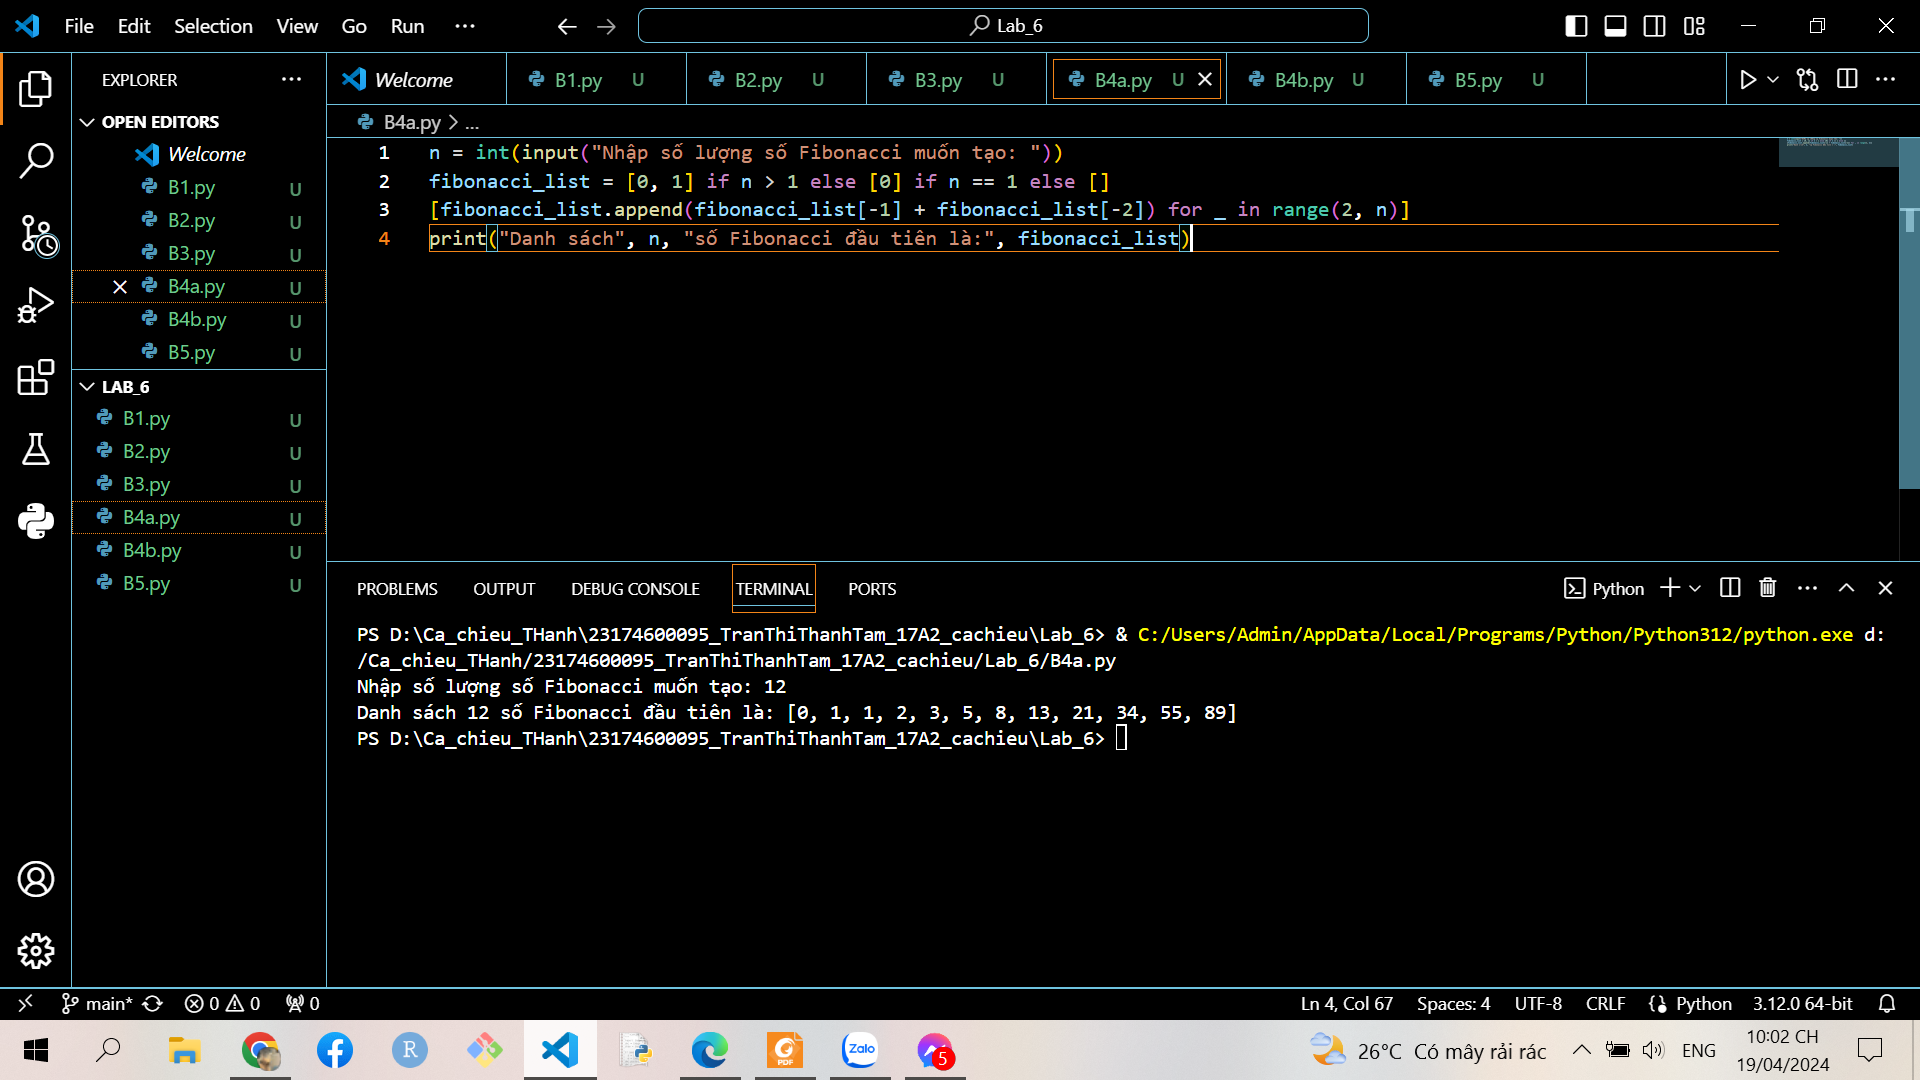 File Edit Selection View Go Run ··· Lab_6
EXPLORER ···
OPEN EDITORS
Welcome
B1.py U
B2.py U
B3.py U
B4a.py U
B4b.py U
B5.py U
LAB_6
B1.py U
B2.py U
B3.py U
B4a.py U
B4b.py U
B5.py U
Welcome B1.py U B2.py U B3.py U B4a.py U B4b.py U B5.py U
B4a.py > ...
1 n = int(input("Nhập số lượng số Fibonacci muốn tạo: "))
2 fibonacci_list = [0, 1] if n > 1 else [0] if n == 1 else []
3 [fibonacci_list.append(fibonacci_list[-1] + fibonacci_list[-2]) for _ in range(2, n)]
4 print("Danh sách", n, "số Fibonacci đầu tiên là:", fibonacci_list)
PROBLEMS OUTPUT DEBUG CONSOLE TERMINAL PORTS Python
PS D:\Ca_chieu_THanh\23174600095_TranThiThanhTam_17A2_cachieu\Lab_6> & C:/Users/Admin/AppData/Local/Programs/Python/Python312/python.exe d:
/Ca_chieu_THanh/23174600095_TranThiThanhTam_17A2_cachieu/Lab_6/B4a.py
Nhập số lượng số Fibonacci muốn tạo: 12
Danh sách 12 số Fibonacci đầu tiên là: [0, 1, 1, 2, 3, 5, 8, 13, 21, 34, 55, 89]
PS D:\Ca_chieu_THanh\23174600095_TranThiThanhTam_17A2_cachieu\Lab_6>
main* 0 0 0 Ln 4, Col 67 Spaces: 4 UTF-8 CRLF Python 3.12.0 64-bit
R PDF Zalo 5 26°C Có mây rải rác ENG 10:02 CH
19/04/2024